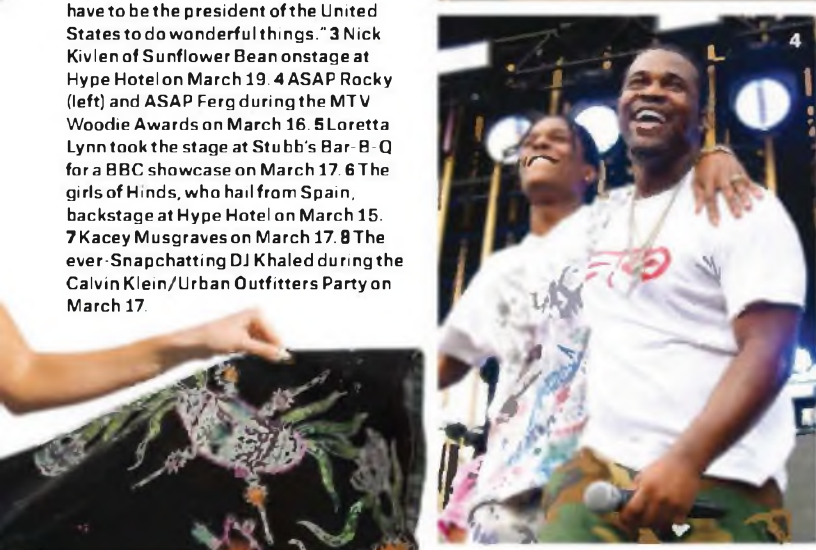 have to be the president of the United
States to do wonderful things." 3 Nick
Kivlen of Sunflower Bean onstage at
Hype Hotel on March 19. 4 ASAP Rocky
(left) and ASAP Ferg during the MTV
Woodie Awards on March 16. 5 Loretta
Lynn took the stage at Stubb's Bar-B-Q
for a BBC showcase on March 17. 6 The
girls of Hinds, who hail from Spain,
backstage at Hype Hotel on March 15.
7 Kacey Musgraves on March 17. 8 The
ever-Snapchatting DJ Khaled during the
Calvin Klein/Urban Outfitters Party on
March 17.
4